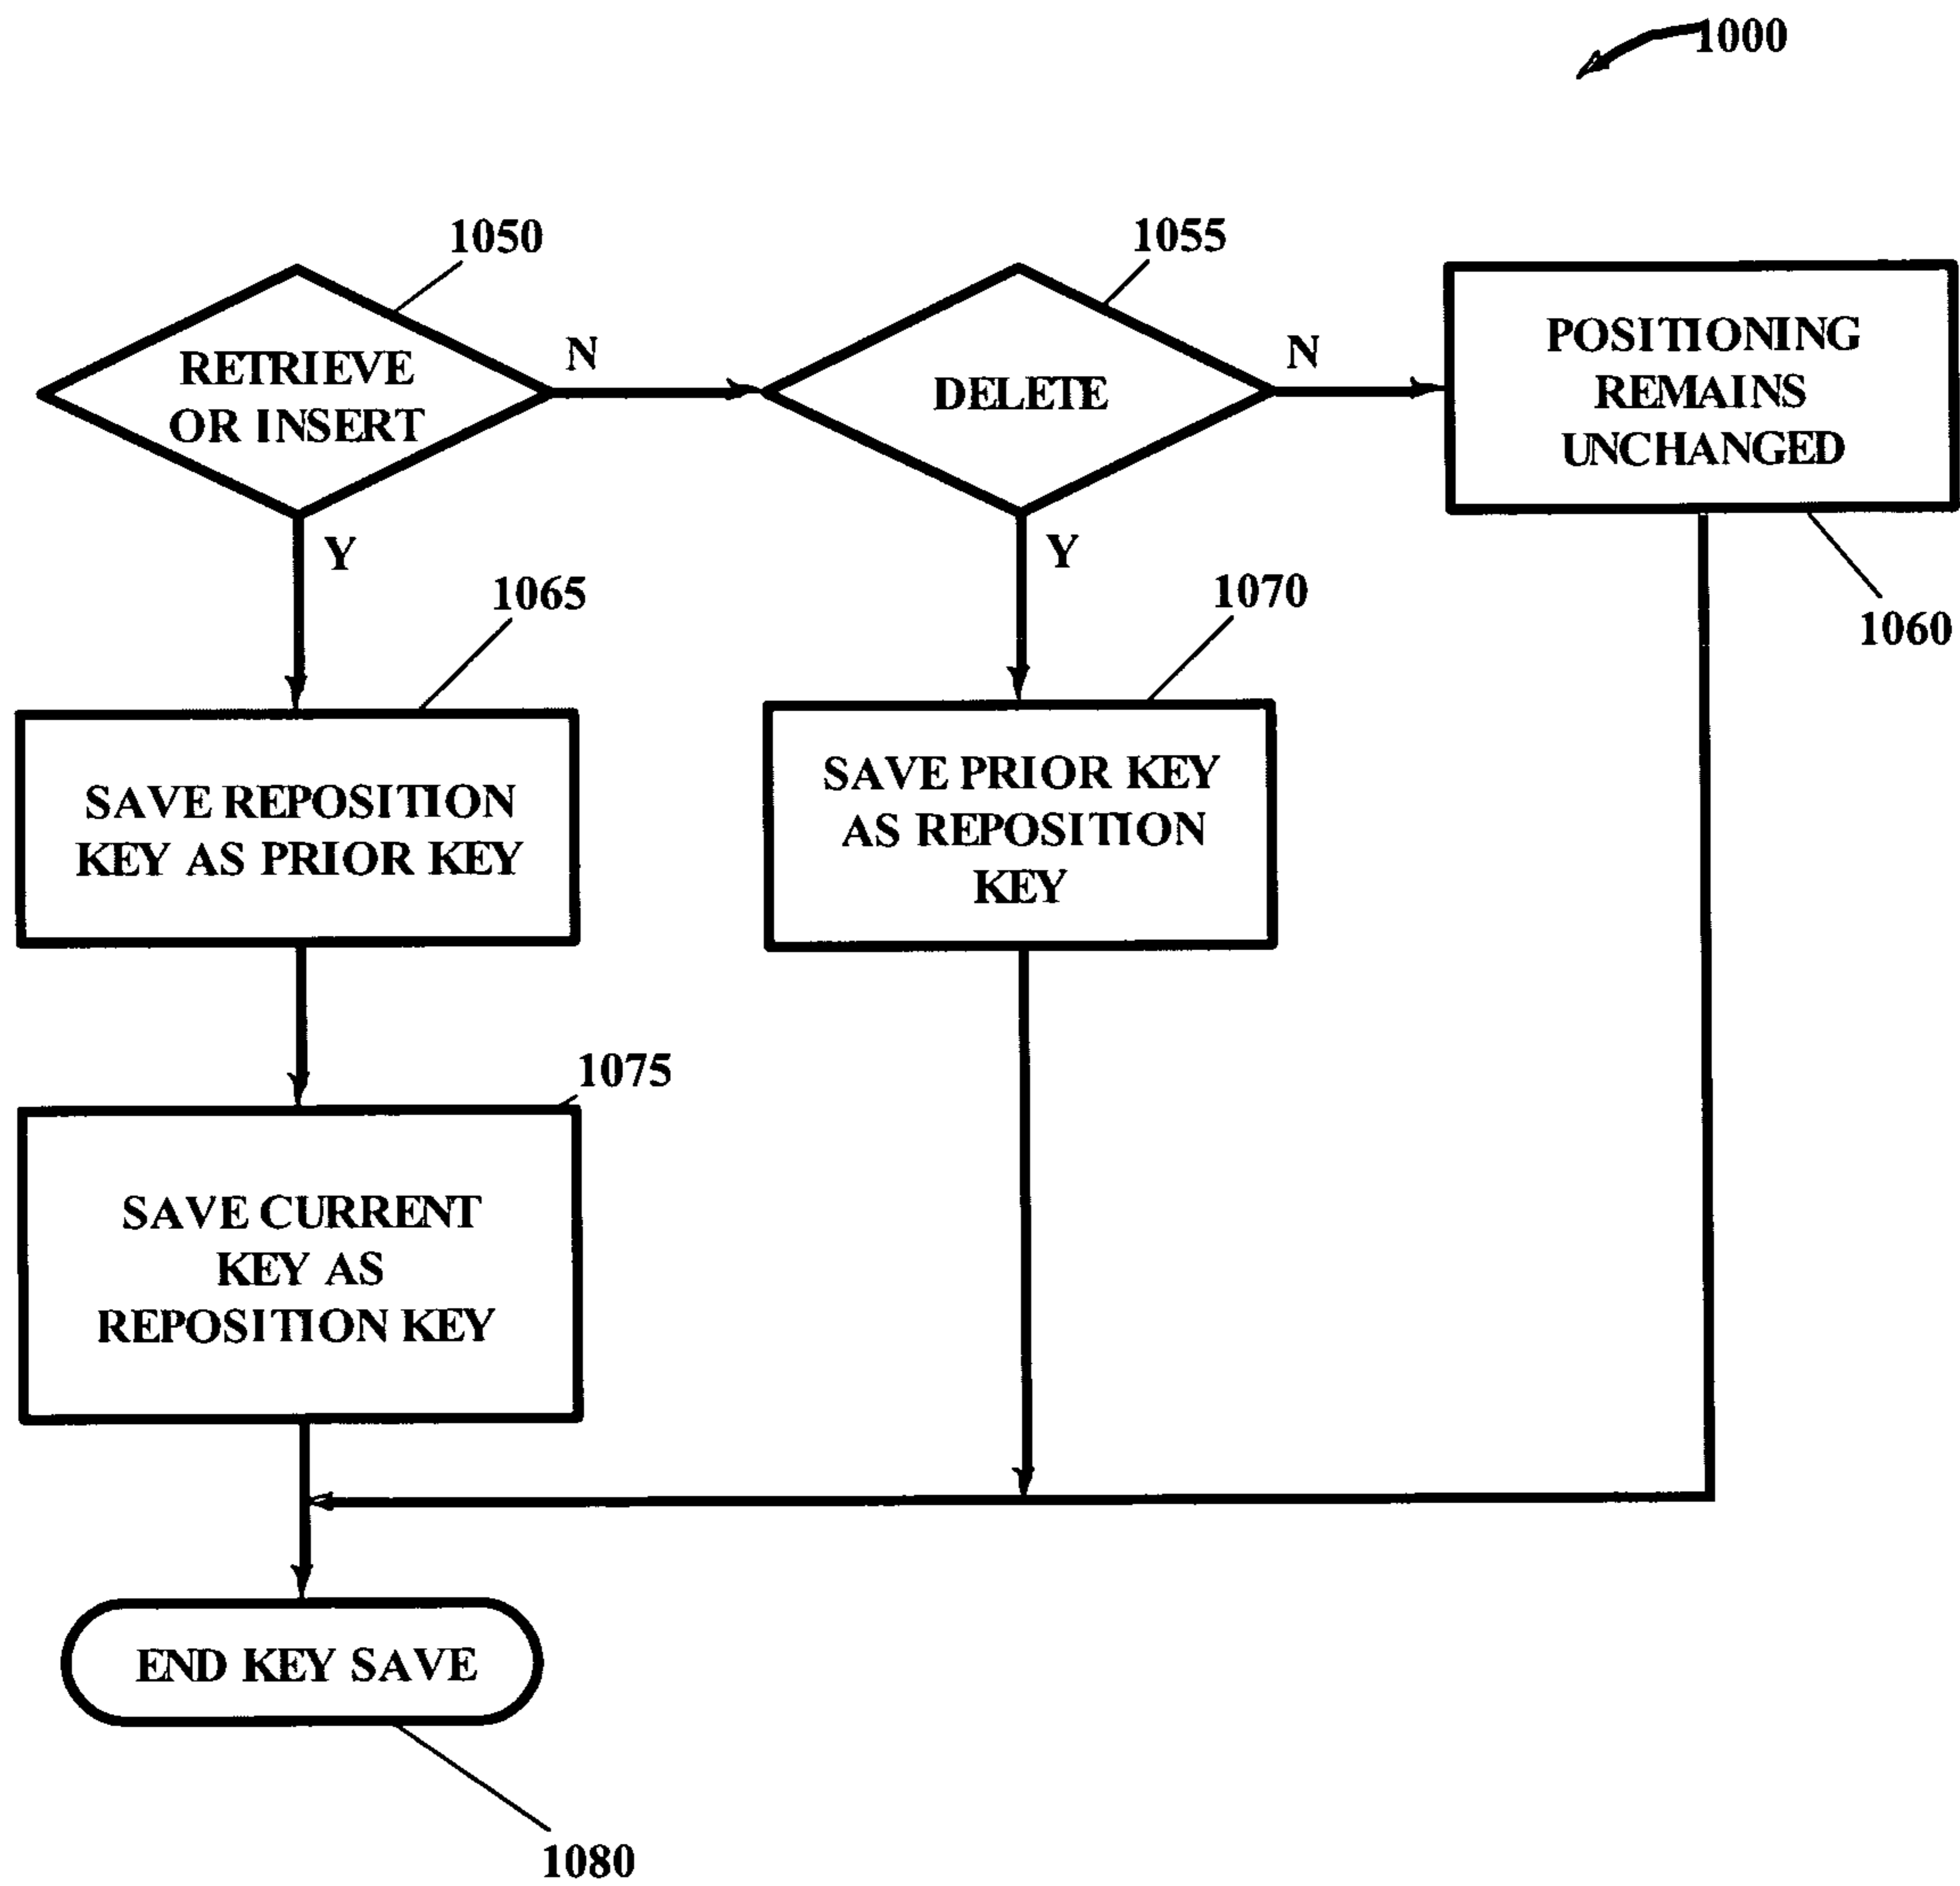 1000
1050
1055
RETRIEVE
OR INSERT
N
DELETE
N
POSITIONING
REMAINS
UNCHANGED
Y
Y
1065
1070
1060
SAVE REPOSITION
KEY AS PRIOR KEY
SAVE PRIOR KEY
AS REPOSITION
KEY
1075
SAVE CURRENT
KEY AS
REPOSITION KEY
END KEY SAVE
1080